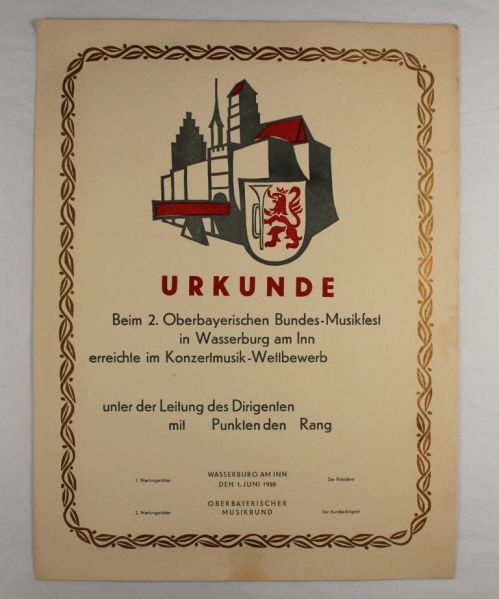 URKUNDE
Beim 2. Oberbayerischen Bundes-Musikfest
in Wasserburg am Inn
erreichte im Konzertmusik-Wettbewerb
unter der Leitung des Dirigenten
mit Punkten den Rang
1. Wertungsrichter WASSERBURG AM INN Der Präsident
DEN 1. JUNI 1958
OBERBAYERISCHER
2. Wertungsrichter MUSIKBUND Der Bundesdirigent